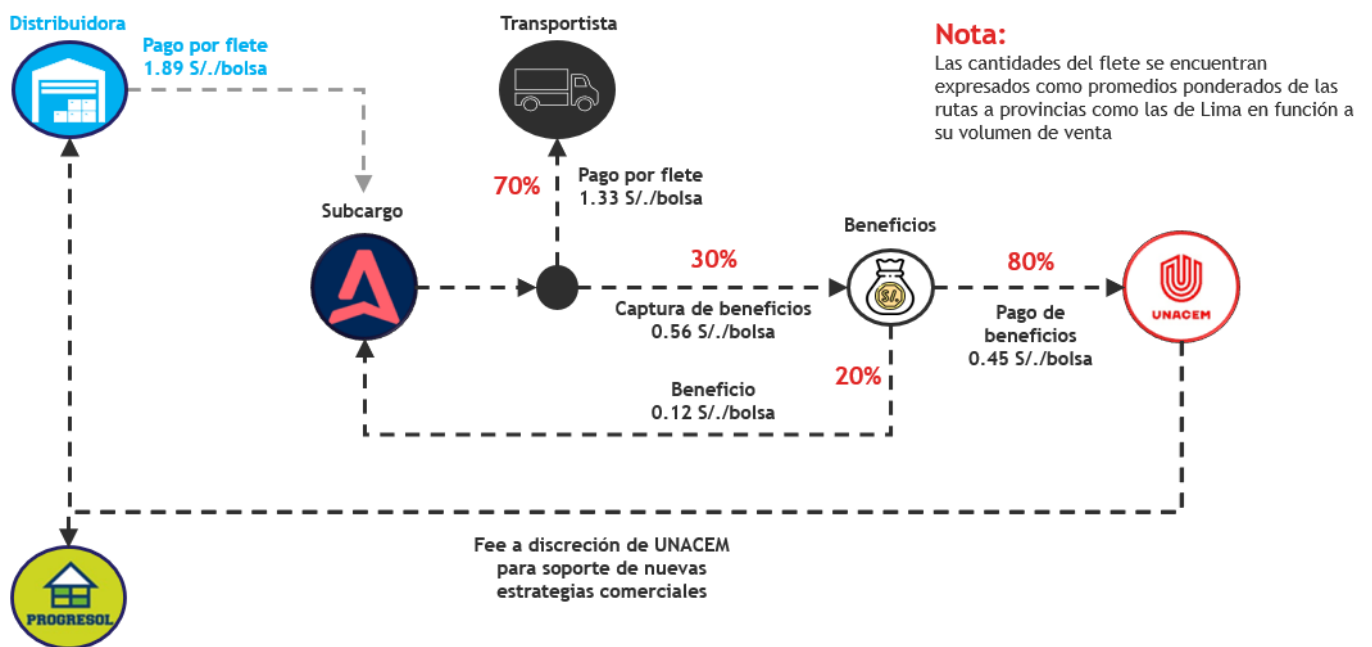 Distribuidora
Pago por flete
1.89 S/./bolsa
Transportista
Nota:
Las cantidades del flete se encuentran
expresados como promedios ponderados de las
rutas a provincias como las de Lima en función a
su volumen de venta
70%
Pago por flete
1.33 S/./bolsa
Subcargo
Beneficios
30%
80%
S/.
UNACEM
Captura de beneficios
0.56 S/./bolsa
Pago de
beneficios
0.45 S/./bolsa
20%
Beneficio
0.12 S/./bolsa
Fee a discreción de UNACEM
para soporte de nuevas
estrategias comerciales
PROGRESOL